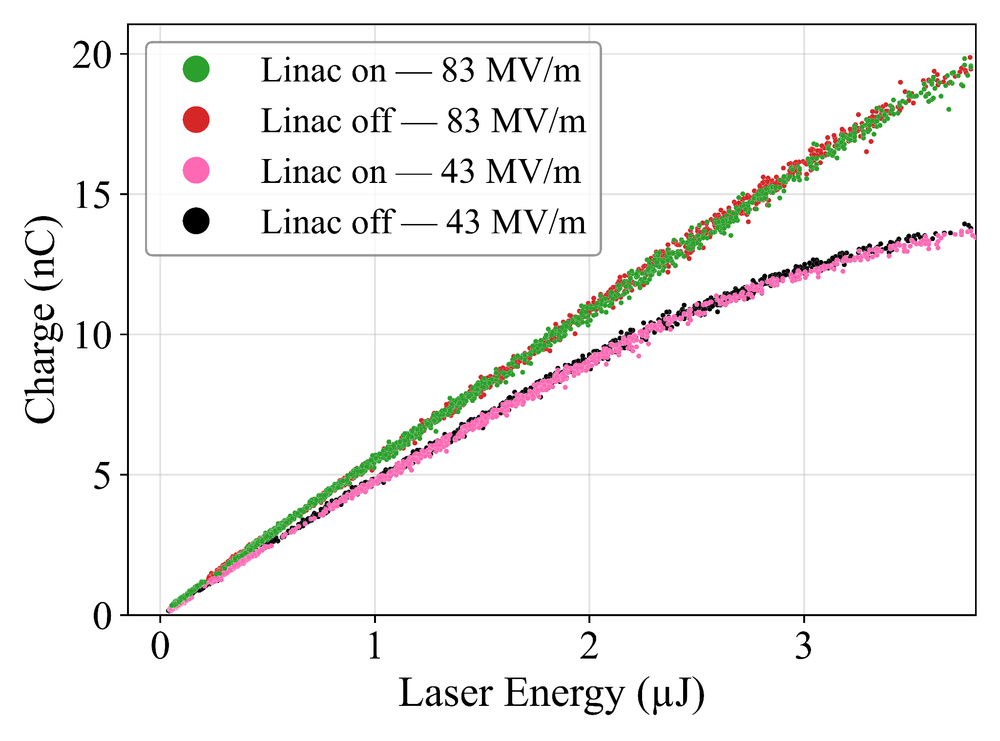 20
15
10
5
0
Charge (nC)
Linac on — 83 MV/m
Linac off — 83 MV/m
Linac on — 43 MV/m
Linac off — 43 MV/m
0 1 2 3
Laser Energy (μJ)